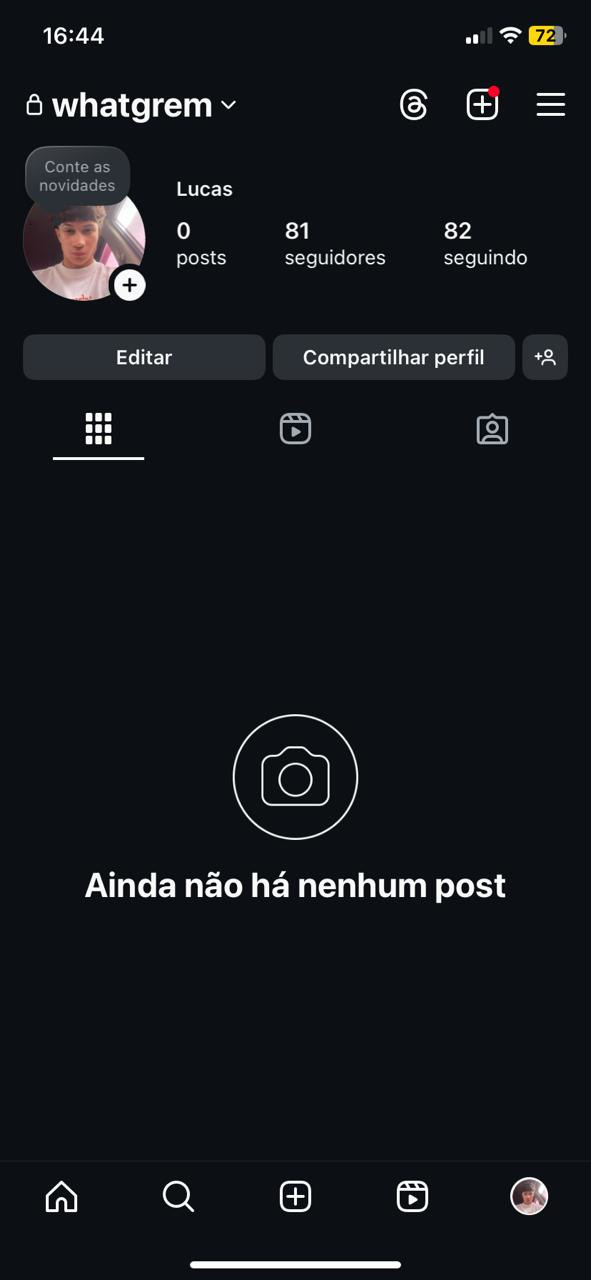 16:44
72
whatgrem
Conte as
novidades
Lucas
0
posts
81
seguidores
82
seguindo
Editar
Compartilhar perfil
Ainda não há nenhum post